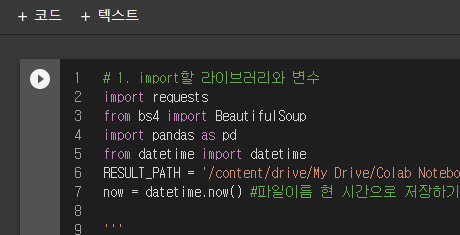 + 코드 + 텍스트
1 # 1. import할 라이브러리와 변수
2 import requests
3 from bs4 import BeautifulSoup
4 import pandas as pd
5 from datetime import datetime
6 RESULT_PATH = '/content/drive/My Drive/Colab Notebo
7 now = datetime.now() #파일이름 현 시간으로 저장하기
8
9 '''